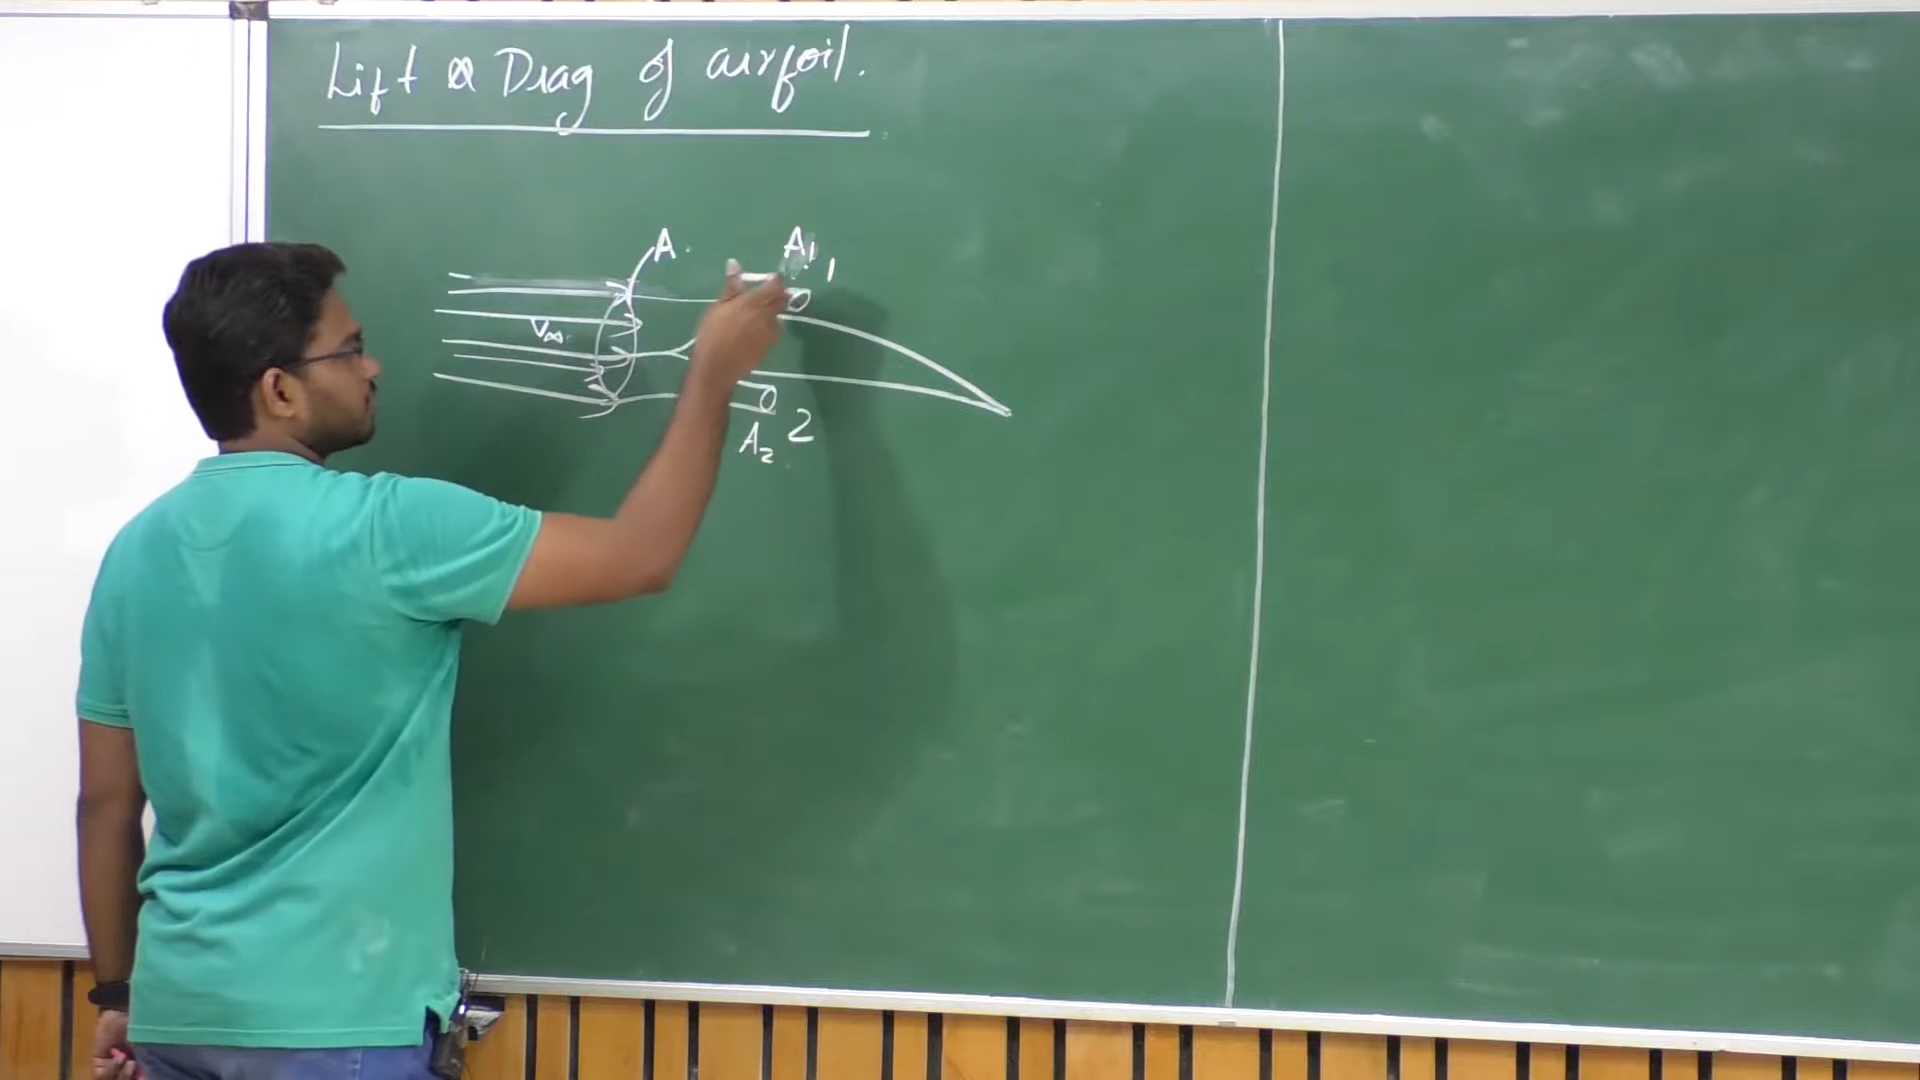 Lift & Drag of airfoil.
A.
A1
1
V∞
2
A2